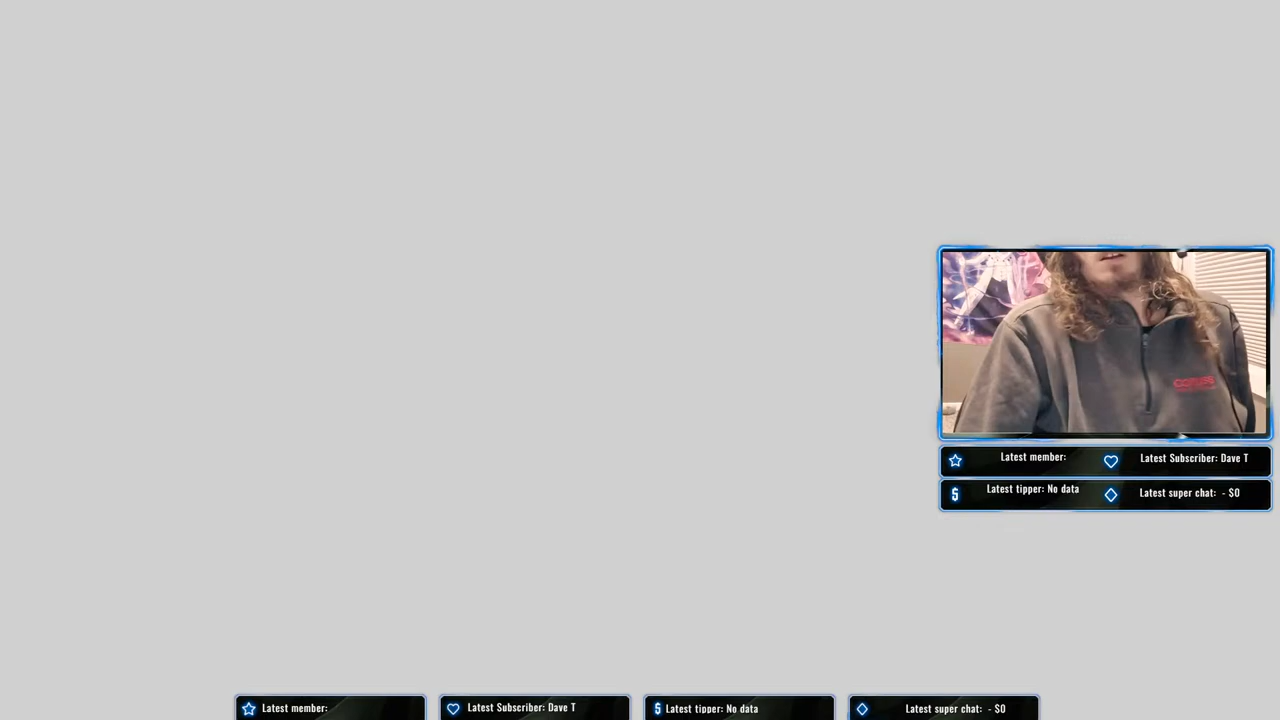 Latest member:
Latest Subscriber: Dave T
Latest tipper: No data
Latest super chat: - $0
Latest member:
Latest Subscriber: Dave T
Latest tipper: No data
Latest super chat: - $0